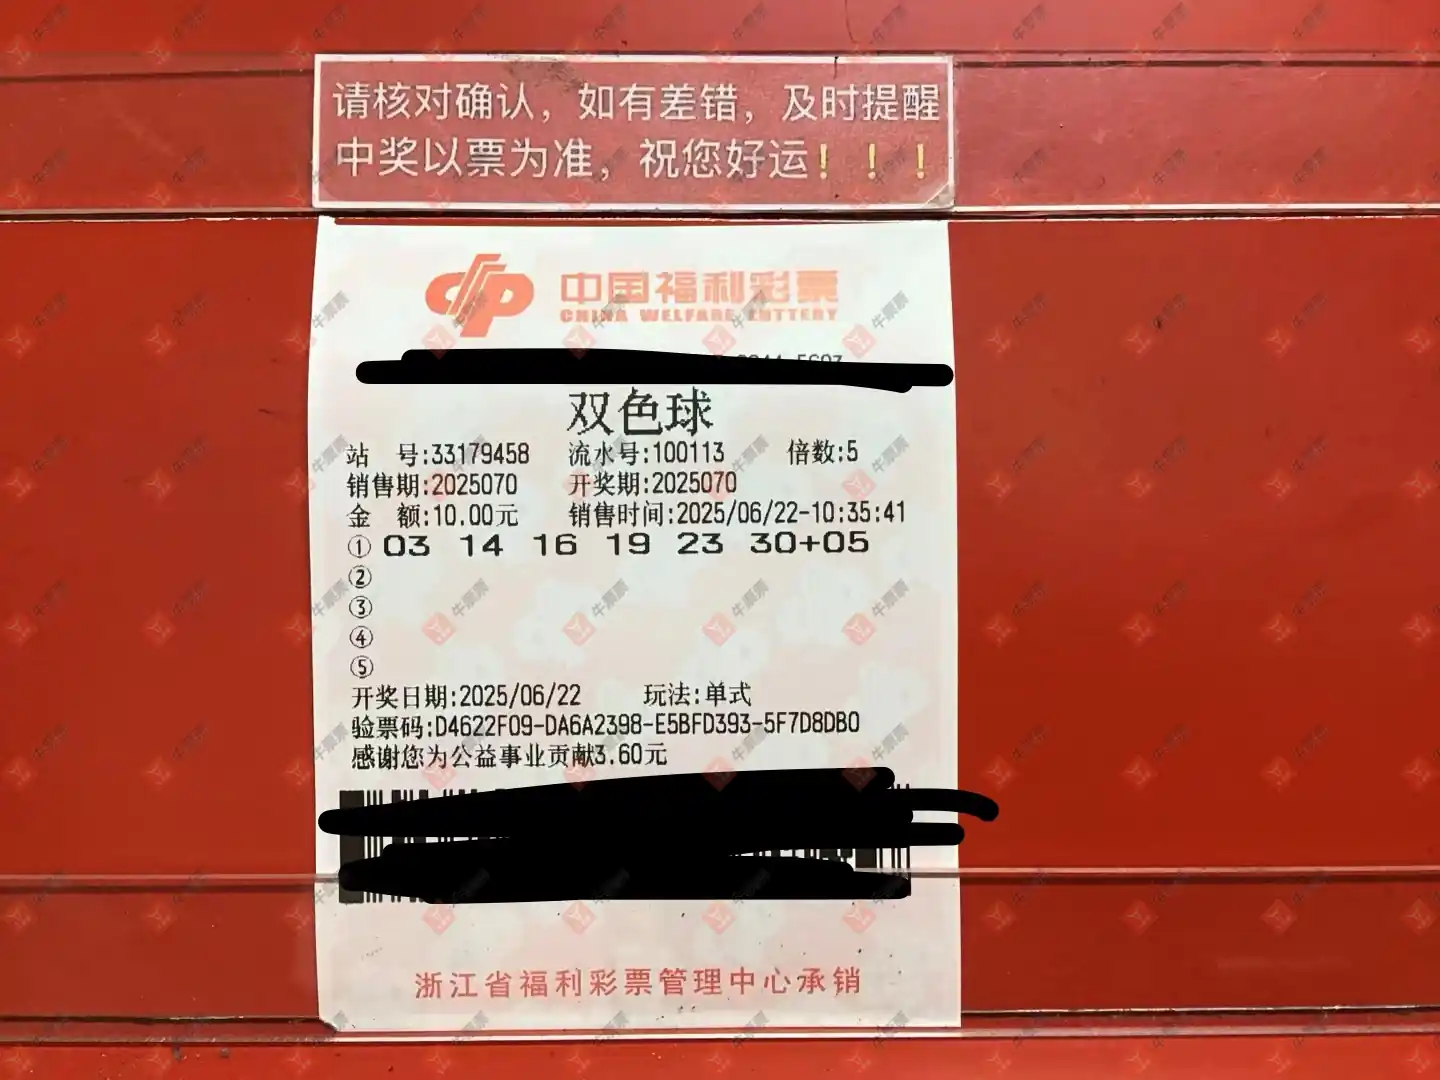 请核对确认，如有差错，及时提醒
中奖以票为准，祝您好运！！！
中国福利彩票
CHINA WELFARE LOTTERY
双色球
站 号:33179458 流水号:100113 倍数:5
销售期:2025070 开奖期:2025070
金 额:10.00元 销售时间:2025/06/22-10:35:41
① 03 14 16 19 23 30+05
②
③
④
⑤
开奖日期:2025/06/22 玩法:单式
验票码:D4622F09-DA6A2398-E5BFD393-5F7D8DB0
感谢您为公益事业贡献3.60元
浙江省福利彩票管理中心承销
牛票票